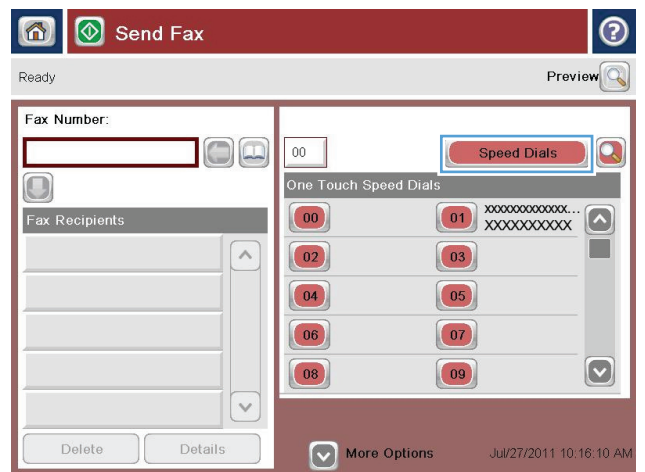 Send Fax
?
Ready
Preview
Fax Number:
00
Speed Dials
One Touch Speed Dials
Fax Recipients
00
01 XXXXXXXXXXXX...
XXXXXXXXXX
02
03
04
05
06
07
08
09
Delete
Details
More Options
Jul/27/2011 10:16:10 AM